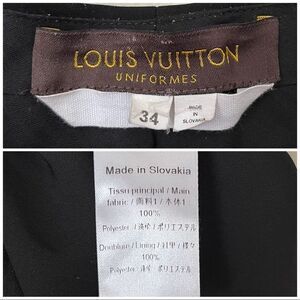 LOUIS VUITTON
UNIFORMES
34
MADE
IN
SLOVAKIA
Made in Slovakia
Tissu principal / Main
fabric / 面料1 / 本体1
100%
Polyester / 涤纶 / ポリエステル
Doublure / Lining / 衬里 /
100%
Polyester / 涤纶 / ポリエステル